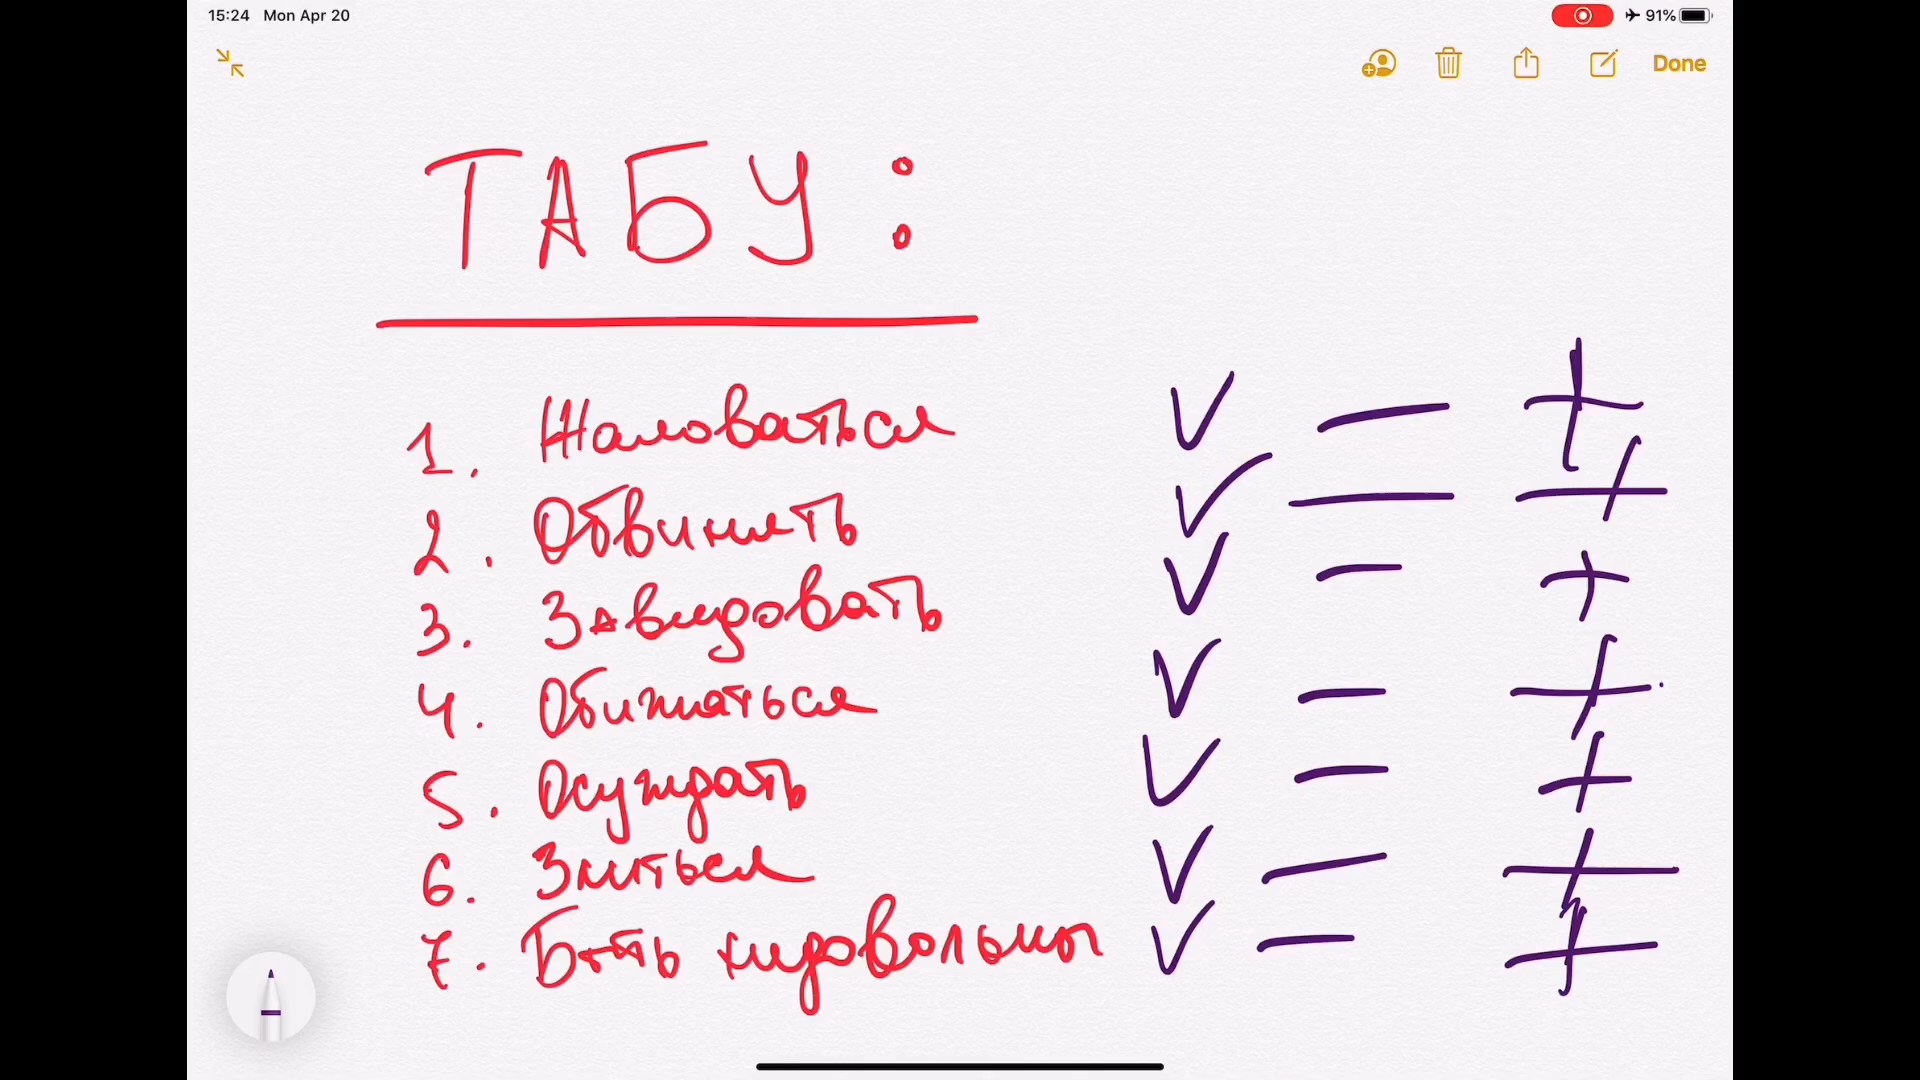 15:24 Mon Apr 20 91%
Done
ТАБУ:
1. Жаловаться
2. Обвинять
3. Завидовать
4. Обижаться
5. Осуждать
6. Злиться
7. Быть недовольны